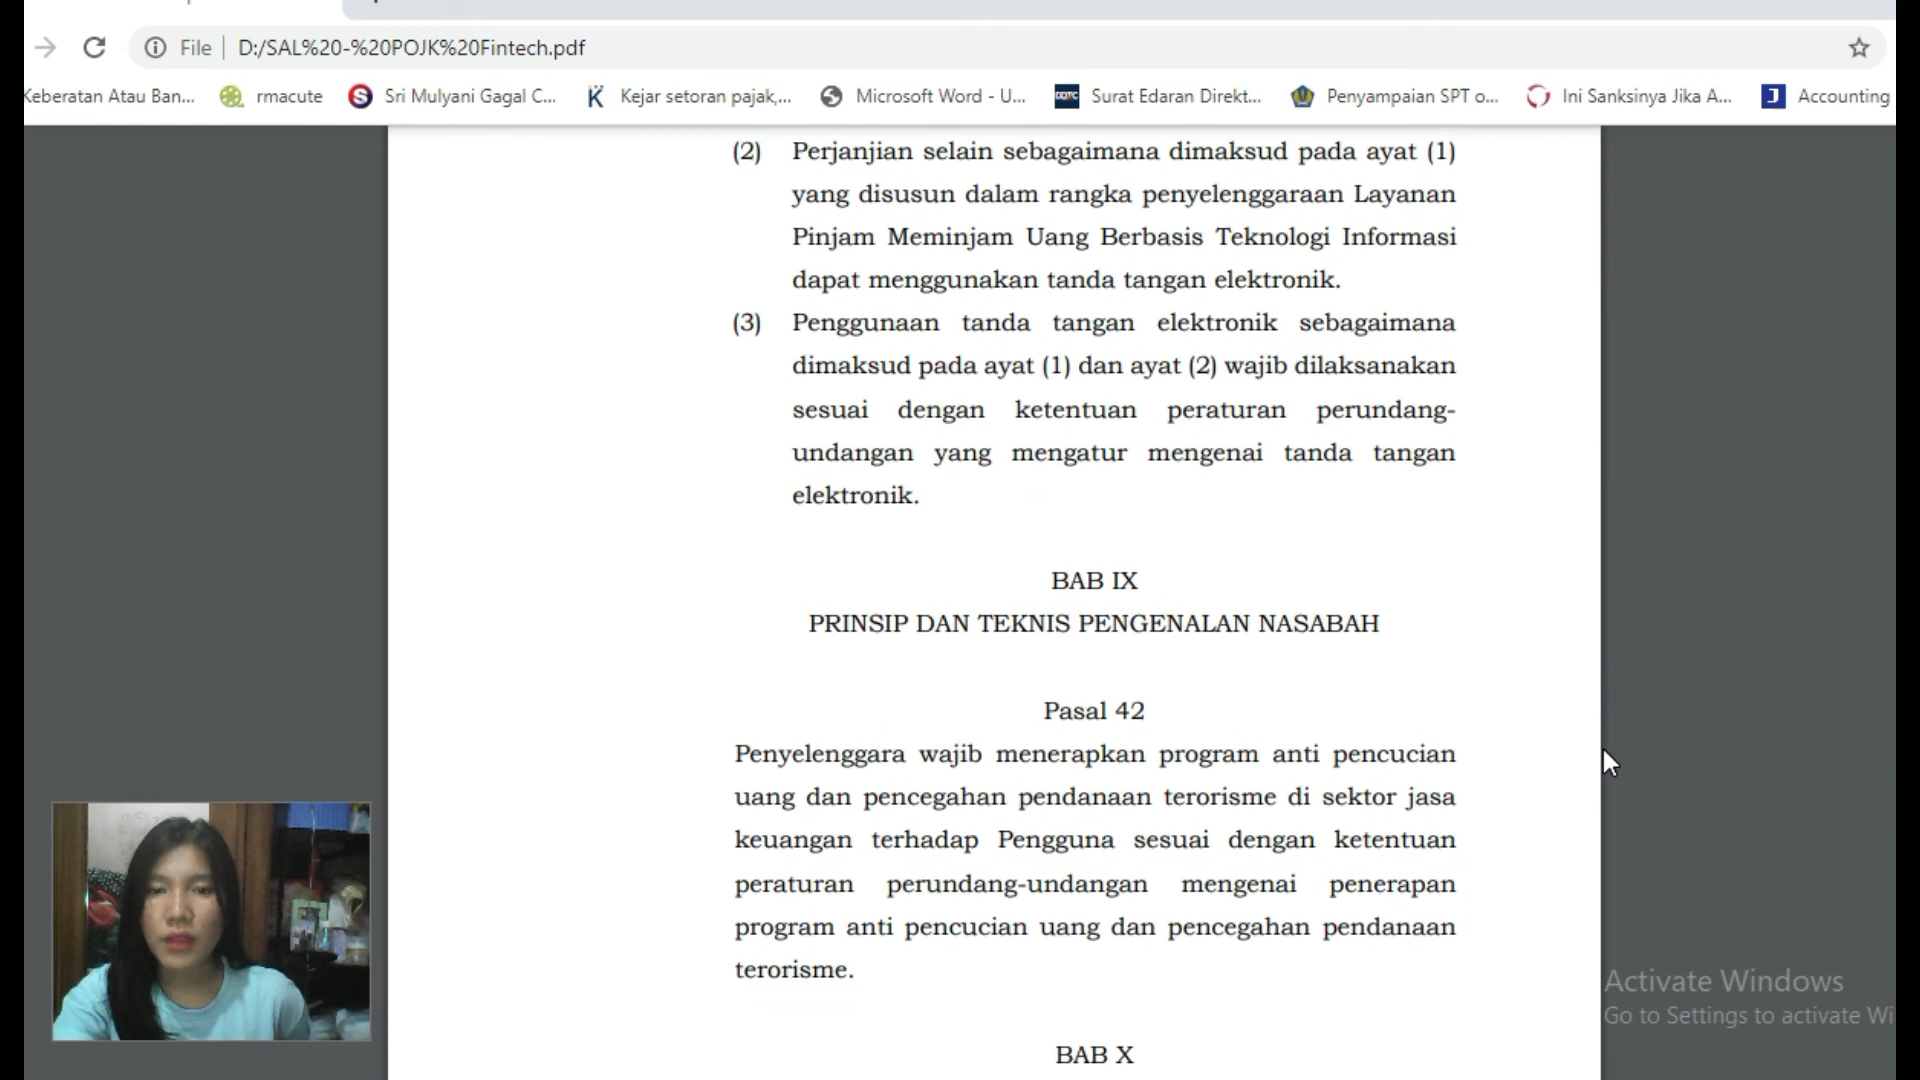 File D:/SAL%20-%20POJK%20Fintech.pdf
Keberatan Atau Ban... rmacute Sri Mulyani Gagal C... Kejar setoran pajak,... Microsoft Word - U... DDTC Surat Edaran Direkt... Penyampaian SPT o... Ini Sanksinya Jika A... Accounting
(2) Perjanjian selain sebagaimana dimaksud pada ayat (1)
yang disusun dalam rangka penyelenggaraan Layanan
Pinjam Meminjam Uang Berbasis Teknologi Informasi
dapat menggunakan tanda tangan elektronik.
(3) Penggunaan tanda tangan elektronik sebagaimana
dimaksud pada ayat (1) dan ayat (2) wajib dilaksanakan
sesuai dengan ketentuan peraturan perundang-
undangan yang mengatur mengenai tanda tangan
elektronik.
BAB IX
PRINSIP DAN TEKNIS PENGENALAN NASABAH
Pasal 42
Penyelenggara wajib menerapkan program anti pencucian
uang dan pencegahan pendanaan terorisme di sektor jasa
keuangan terhadap Pengguna sesuai dengan ketentuan
peraturan perundang-undangan mengenai penerapan
program anti pencucian uang dan pencegahan pendanaan
terorisme.
BAB X
Activate Windows
Go to Settings to activate Wi